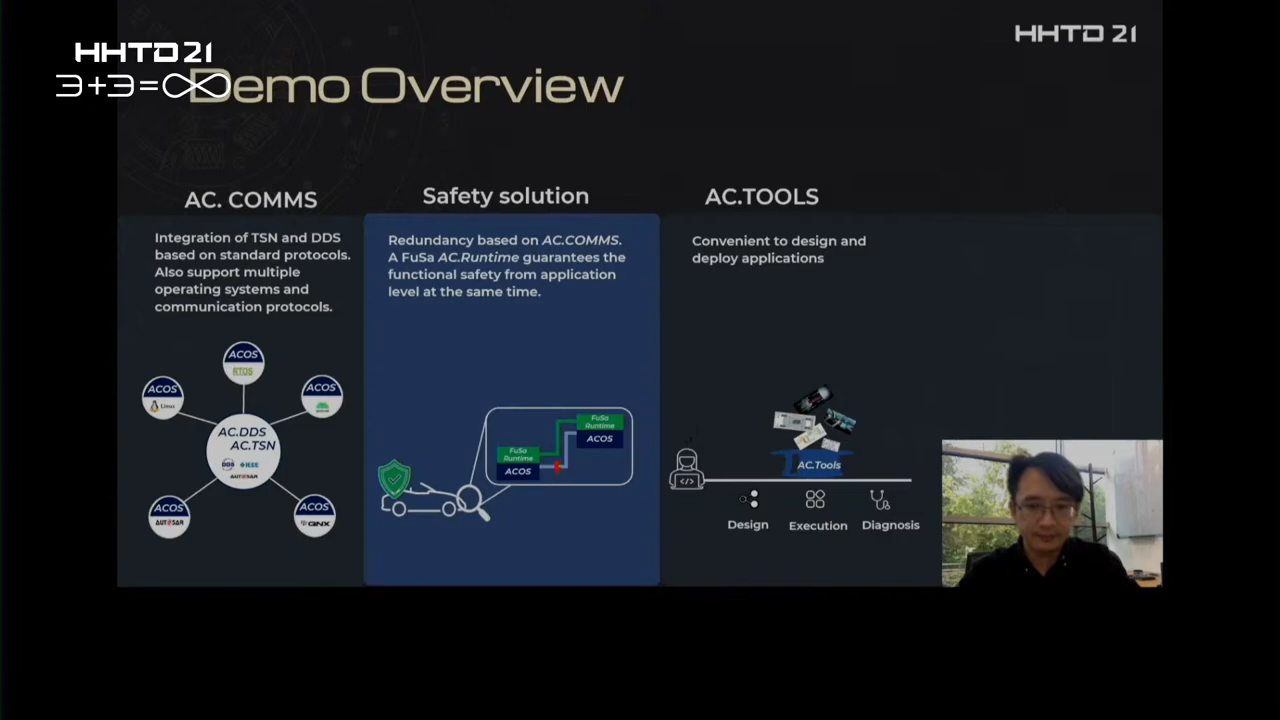 HHTD 21
3+3=∞
HHTD 21
Demo Overview
AC. COMMS
Integration of TSN and DDS
based on standard protocols.
Also support multiple
operating systems and
communication protocols.
ACOS
RTOS
ACOS
Linux
ACOS
AC.DDS
AC.TSN
DDS
IEEE
AUTOSAR
ACOS
AUTOSAR
ACOS
QNX
Safety solution
Redundancy based on AC.COMMS.
A FuSa AC.Runtime guarantees the
functional safety from application
level at the same time.
FuSa
Runtime
ACOS
FuSa
Runtime
ACOS
AC.TOOLS
Convenient to design and
deploy applications
AC.Tools
Design
Execution
Diagnosis